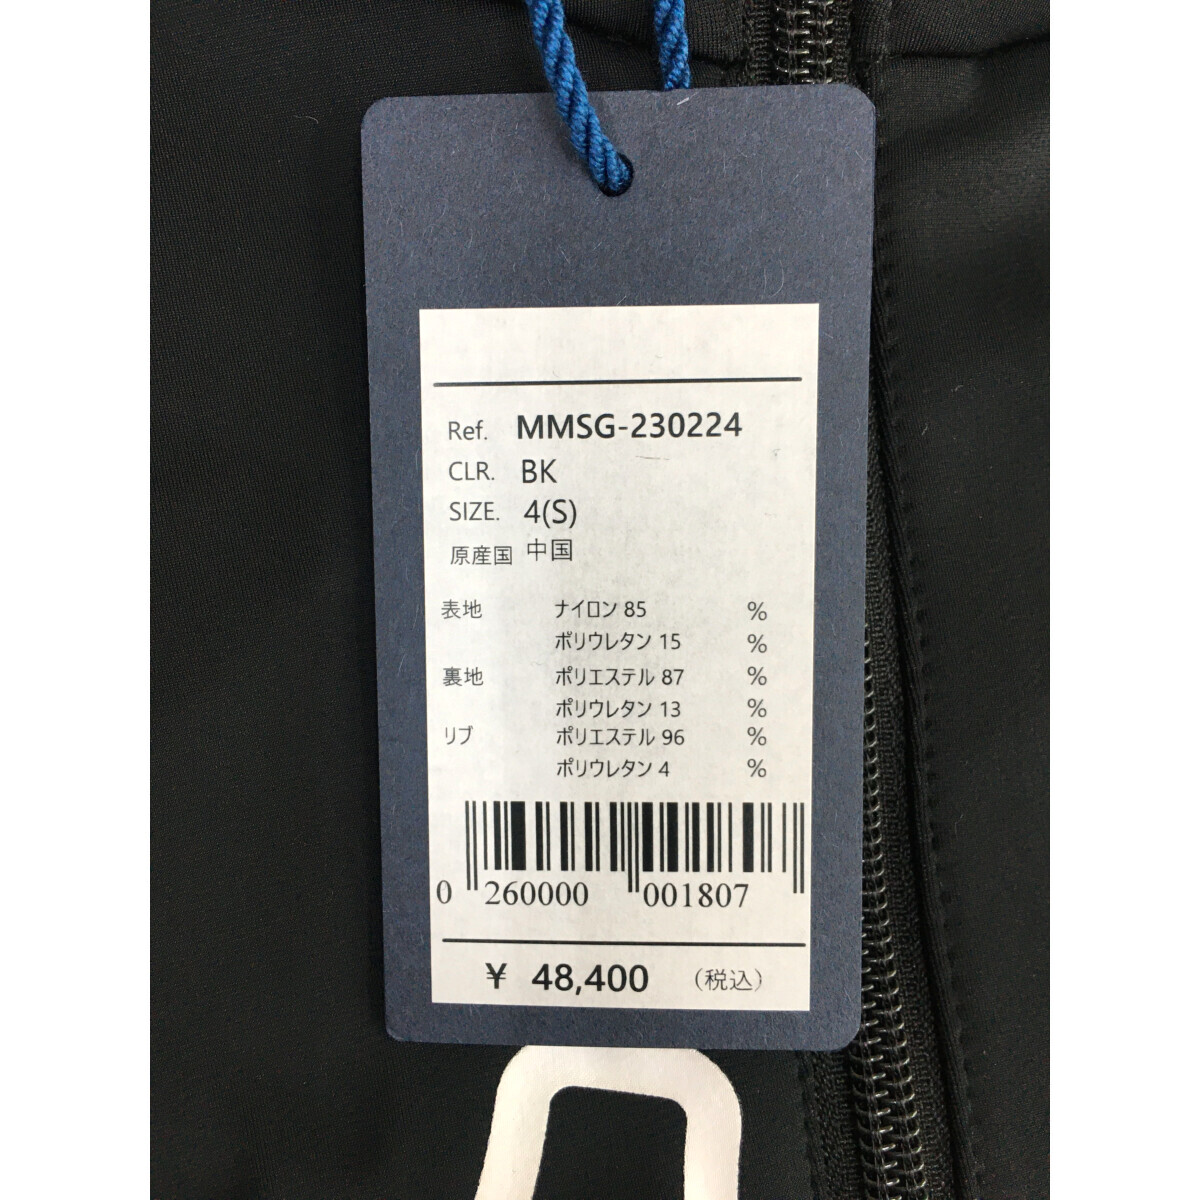 Ref. MMSG-230224
CLR. BK
SIZE. 4(S)
原産国 中国
表地 ナイロン 85 %
ポリウレタン 15 %
裏地 ポリエステル 87 %
ポリウレタン 13 %
リブ ポリエステル 96 %
ポリウレタン 4 %
0 260000 001807
¥ 48,400 (税込)